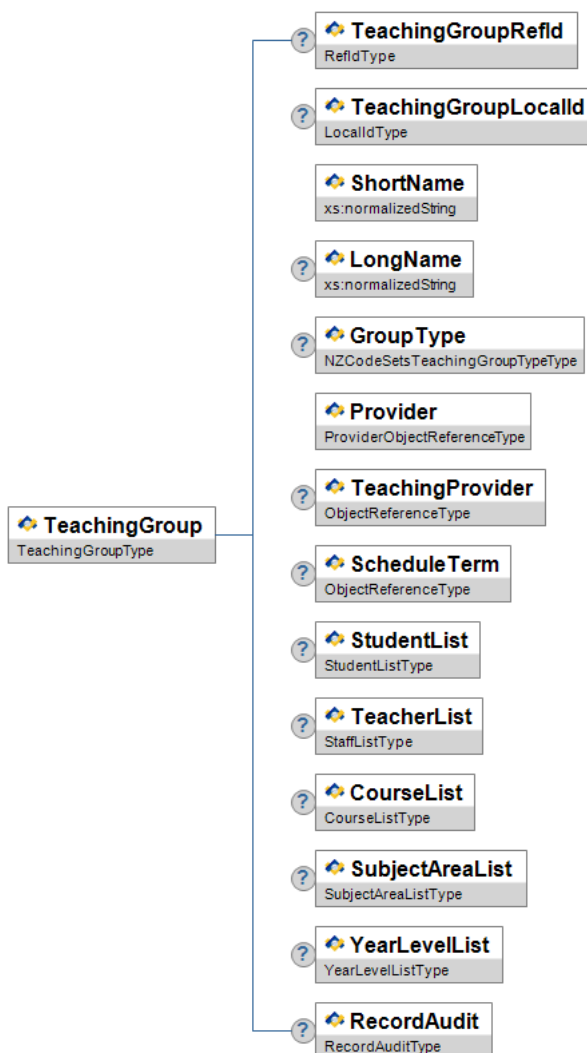 ?
TeachingGroupRefId
RefIdType
?
TeachingGroupLocalId
LocalIdType
ShortName
xs:normalizedString
?
LongName
xs:normalizedString
?
GroupType
NZCodeSetsTeachingGroupTypeType
Provider
ProviderObjectReferenceType
?
TeachingProvider
ObjectReferenceType
TeachingGroup
TeachingGroupType
?
ScheduleTerm
ObjectReferenceType
?
StudentList
StudentListType
?
TeacherList
StaffListType
?
CourseList
CourseListType
?
SubjectAreaList
SubjectAreaListType
?
YearLevelList
YearLevelListType
?
RecordAudit
RecordAuditType